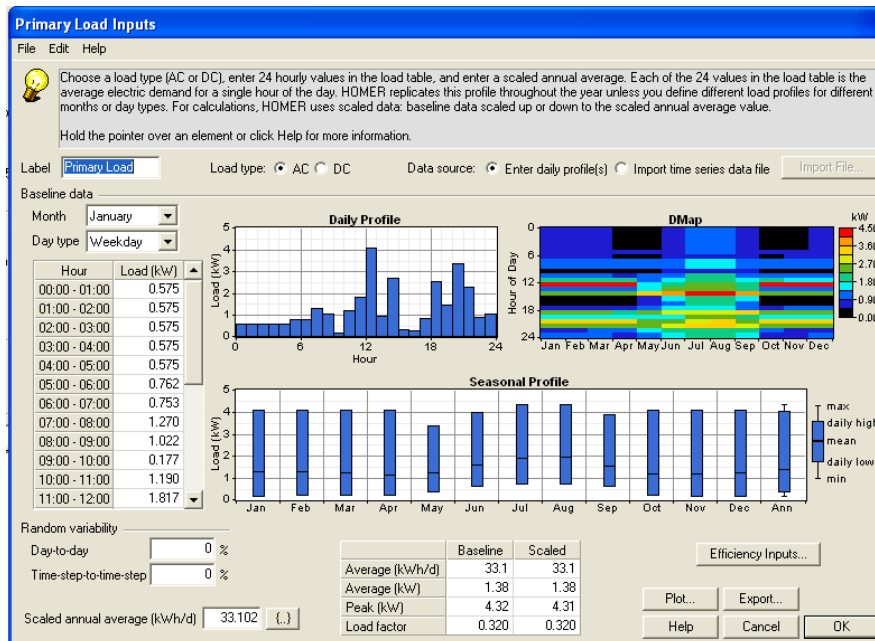 Primary Load Inputs
File Edit Help
Choose a load type (AC or DC), enter 24 hourly values in the load table, and enter a scaled annual average. Each of the 24 values in the load table is the
average electric demand for a single hour of the day. HOMER replicates this profile throughout the year unless you define different load profiles for different
months or day types. For calculations, HOMER uses scaled data: baseline data scaled up or down to the scaled annual average value.
Hold the pointer over an element or click Help for more information.
Label Primary Load Load type: AC DC Data source: Enter daily profile(s) Import time series data file Import File...
Baseline data
Month January
Day type Weekday
Hour Load (kW)
00:00 - 01:00 0.575
01:00 - 02:00 0.575
02:00 - 03:00 0.575
03:00 - 04:00 0.575
04:00 - 05:00 0.575
05:00 - 06:00 0.762
06:00 - 07:00 0.753
07:00 - 08:00 1.270
08:00 - 09:00 1.022
09:00 - 10:00 0.177
10:00 - 11:00 1.190
11:00 - 12:00 1.817
Daily Profile
Load (kW)
5
4
3
2
1
0
0 6 12 18 24
Hour
DMap
Hour of Day
0
6
12
18
24
Jan Feb Mar Apr May Jun Jul Aug Sep Oct Nov Dec
kW
4.50
3.60
2.70
1.80
0.90
0.00
Seasonal Profile
Load (kW)
5
4
3
2
1
0
Jan Feb Mar Apr May Jun Jul Aug Sep Oct Nov Dec Ann
max
daily high
mean
daily low
min
Random variability
Day-to-day 0 %
Time-step-to-time-step 0 %
Scaled annual average (kWh/d) 33.102 {..}
Baseline Scaled
Average (kWh/d) 33.1 33.1
Average (kW) 1.38 1.38
Peak (kW) 4.32 4.31
Load factor 0.320 0.320
Efficiency Inputs...
Plot... Export...
Help Cancel OK